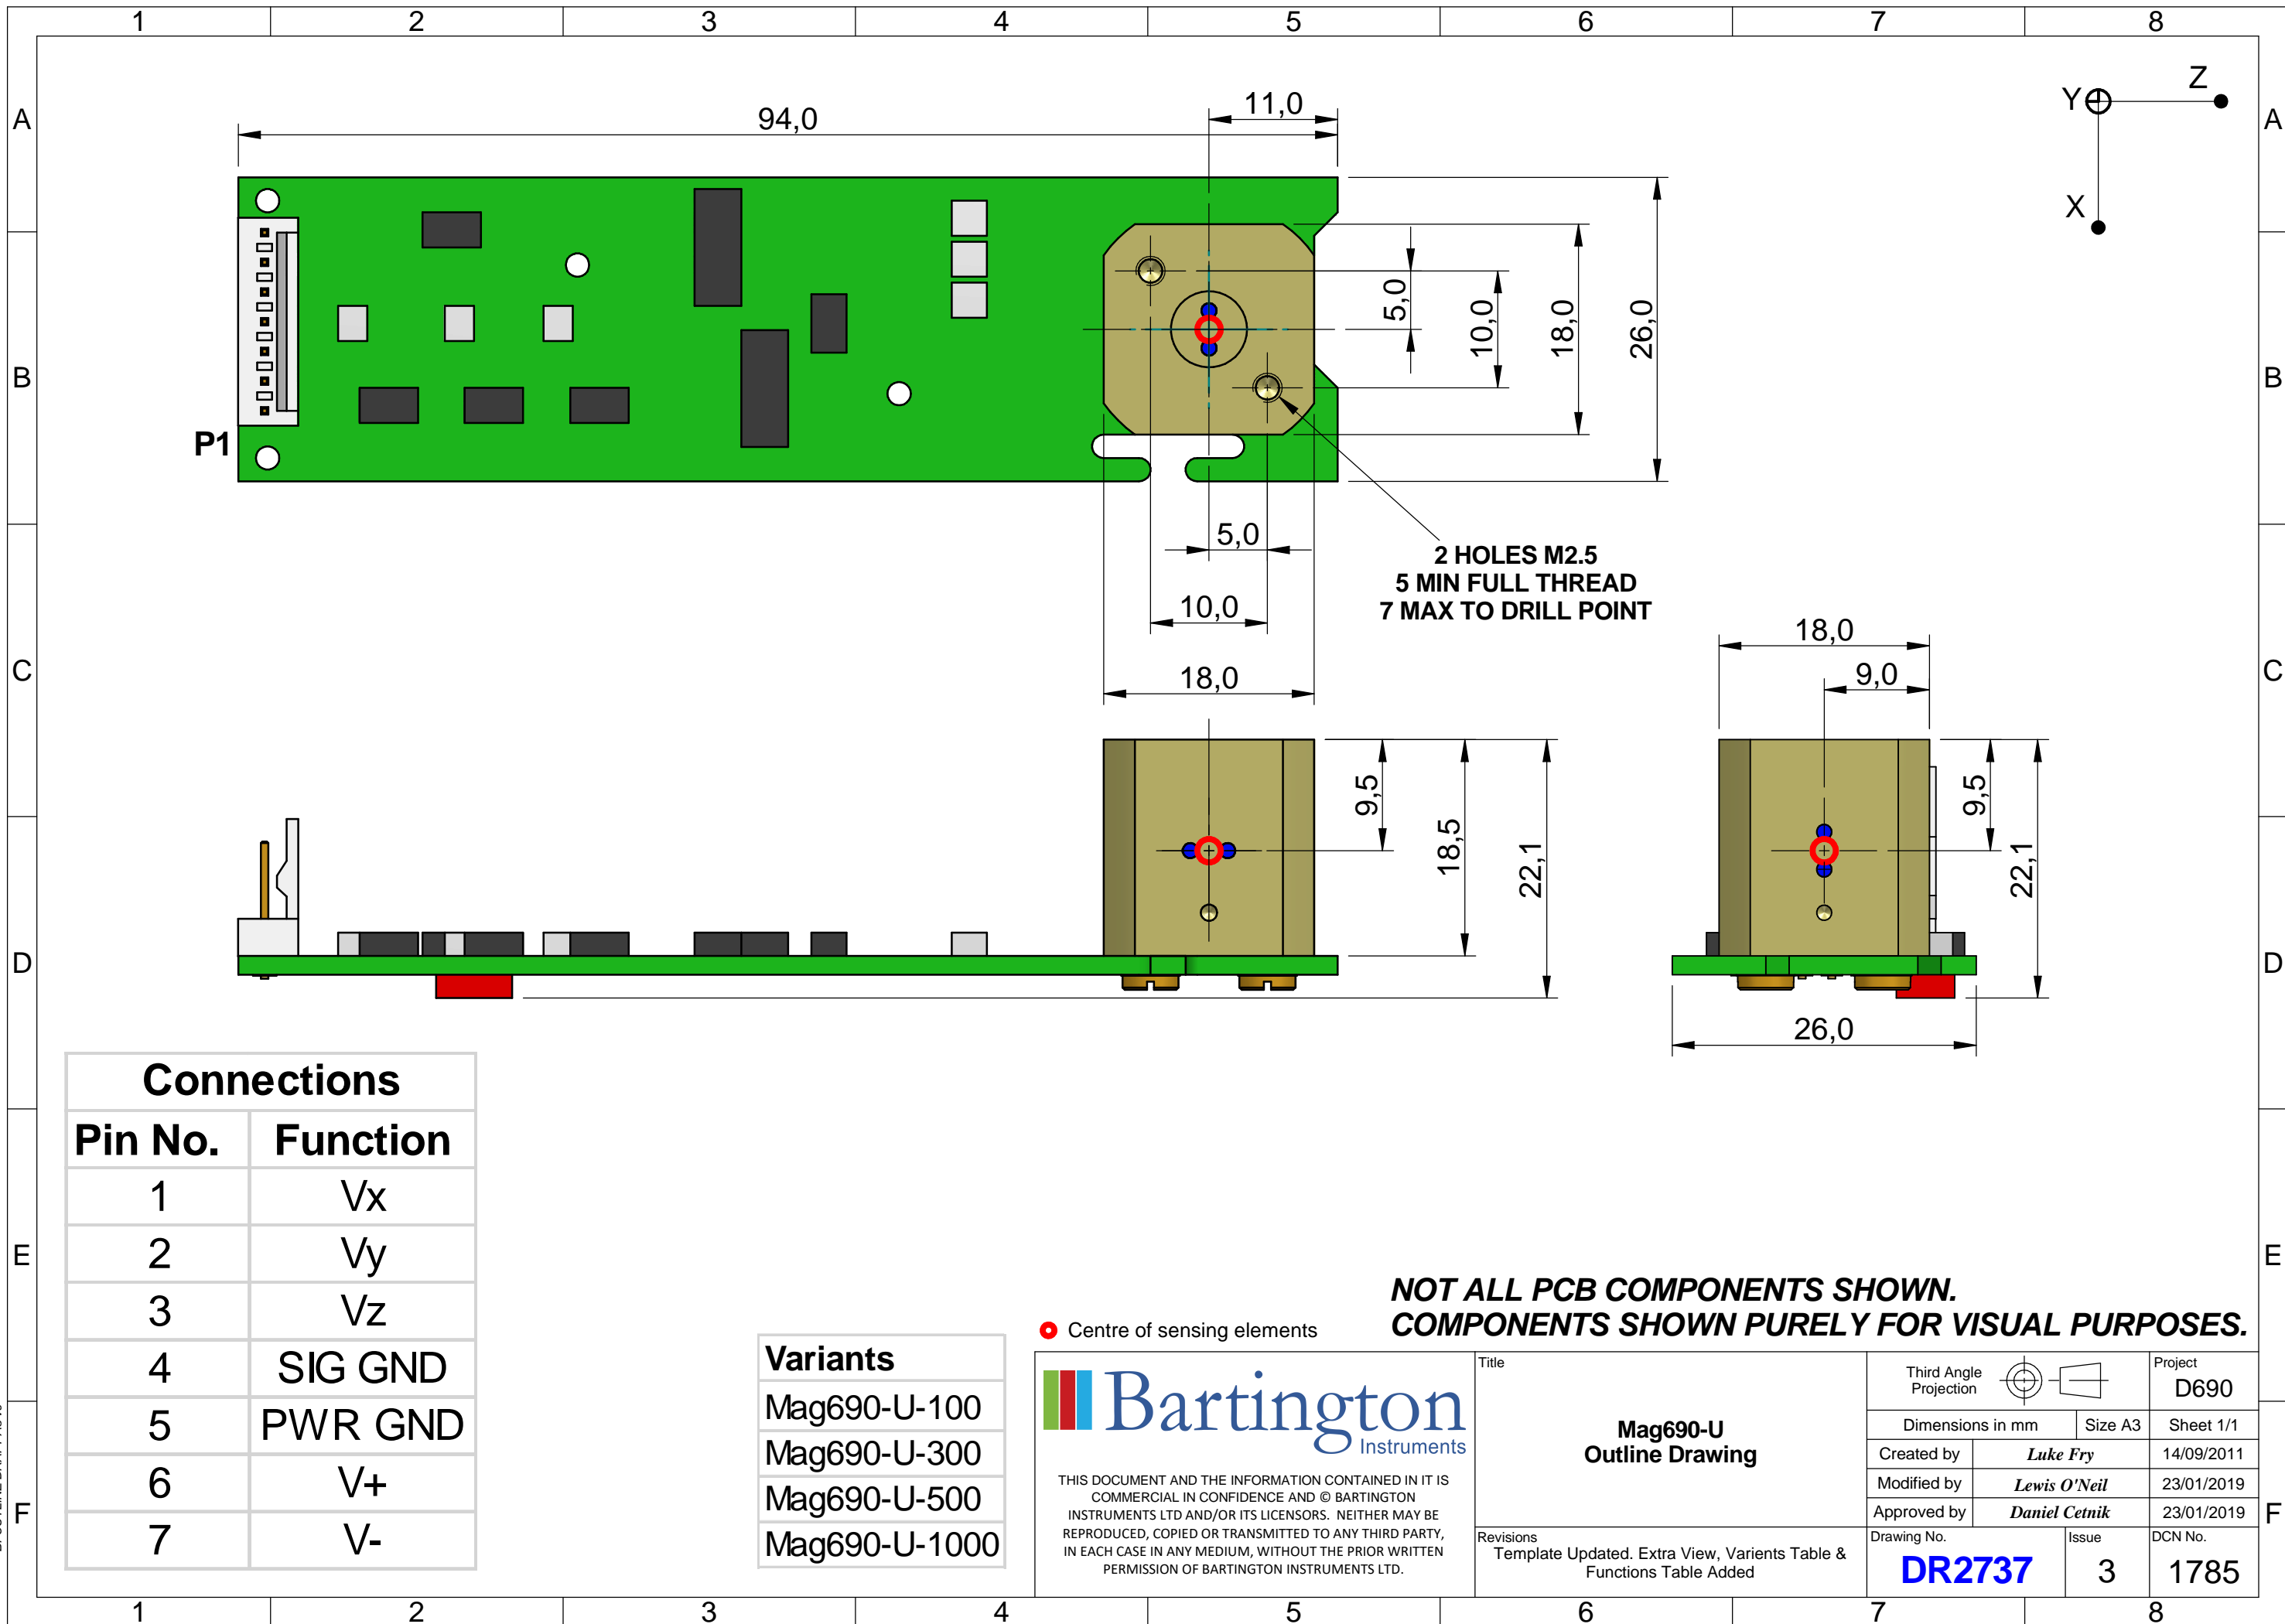 1 2 3 4 5 6 7 8
A A
B B
C C
D D
E E
F F
Y Z
X
94,0
11,0
5,0
10,0
18,0
26,0
P1
5,0
10,0
18,0
2 HOLES M2.5
5 MIN FULL THREAD
7 MAX TO DRILL POINT
9,5
18,5
22,1
18,0
9,0
9,5
22,1
26,0
Connections
Pin No. Function
1 Vx
2 Vy
3 Vz
4 SIG GND
5 PWR GND
6 V+
7 V-
Variants
Mag690-U-100
Mag690-U-300
Mag690-U-500
Mag690-U-1000
Centre of sensing elements
NOT ALL PCB COMPONENTS SHOWN.
COMPONENTS SHOWN PURELY FOR VISUAL PURPOSES.
Bartington
Instruments
THIS DOCUMENT AND THE INFORMATION CONTAINED IN IT IS
COMMERCIAL IN CONFIDENCE AND © BARTINGTON
INSTRUMENTS LTD AND/OR ITS LICENSORS. NEITHER MAY BE
REPRODUCED, COPIED OR TRANSMITTED TO ANY THIRD PARTY,
IN EACH CASE IN ANY MEDIUM, WITHOUT THE PRIOR WRITTEN
PERMISSION OF BARTINGTON INSTRUMENTS LTD.
Title
Mag690-U
Outline Drawing
Revisions
Template Updated. Extra View, Varients Table &
Functions Table Added
Third Angle
Projection
Project
D690
Dimensions in mm Size A3 Sheet 1/1
Created by Luke Fry 14/09/2011
Modified by Lewis O'Neil 23/01/2019
Approved by Daniel Cetnik 23/01/2019
Drawing No. Issue DCN No.
DR2737 3 1785
1 2 3 4 5 6 7 8